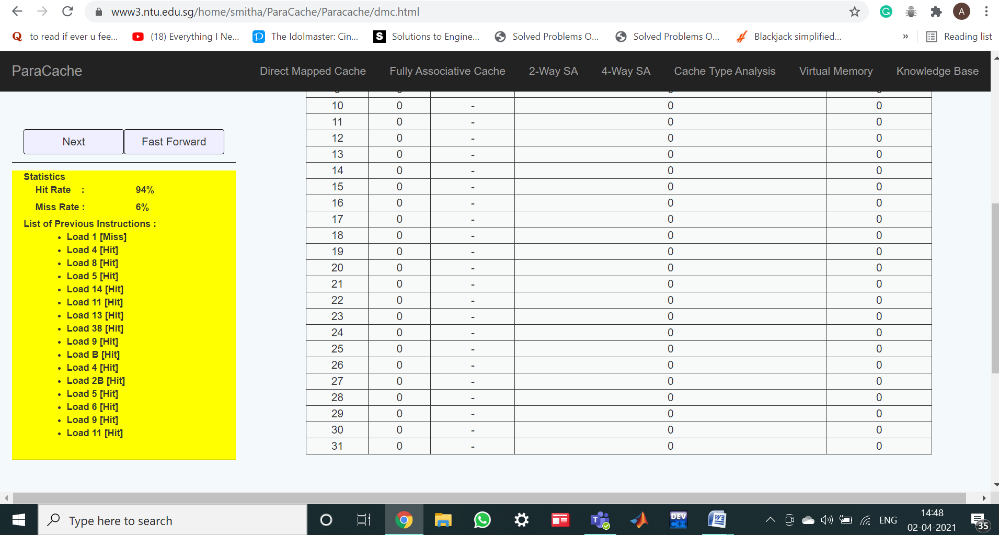 www3.ntu.edu.sg/home/smitha/ParaCache/Paracache/dmc.html
G
A
Q to read if ever u fee...
(18) Everything I Ne...
The Idolmaster: Cin...
S Solutions to Engine...
Solved Problems O...
Solved Problems O...
Blackjack simplified...
»
Reading list
ParaCache
Direct Mapped Cache
Fully Associative Cache
2-Way SA
4-Way SA
Cache Type Analysis
Virtual Memory
Knowledge Base
Next
Fast Forward
Statistics
Hit Rate : 94%
Miss Rate : 6%
List of Previous Instructions :
• Load 1 [Miss]
• Load 4 [Hit]
• Load 8 [Hit]
• Load 5 [Hit]
• Load 14 [Hit]
• Load 11 [Hit]
• Load 13 [Hit]
• Load 38 [Hit]
• Load 9 [Hit]
• Load B [Hit]
• Load 4 [Hit]
• Load 2B [Hit]
• Load 5 [Hit]
• Load 6 [Hit]
• Load 9 [Hit]
• Load 11 [Hit]
10 0 - 0 0
11 0 - 0 0
12 0 - 0 0
13 0 - 0 0
14 0 - 0 0
15 0 - 0 0
16 0 - 0 0
17 0 - 0 0
18 0 - 0 0
19 0 - 0 0
20 0 - 0 0
21 0 - 0 0
22 0 - 0 0
23 0 - 0 0
24 0 - 0 0
25 0 - 0 0
26 0 - 0 0
27 0 - 0 0
28 0 - 0 0
29 0 - 0 0
30 0 - 0 0
31 0 - 0 0
Type here to search
DEV C++
ENG
14:48
02-04-2021
35